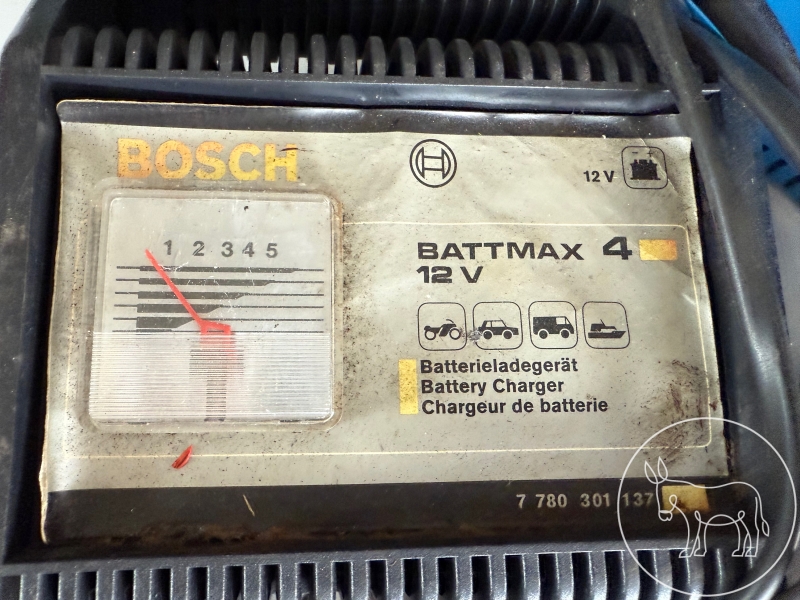 BOSCH
12 V
1 2 3 4 5
BATTMAX 4
12 V
Batterieladegerät
Battery Charger
Chargeur de batterie
7 780 301 137